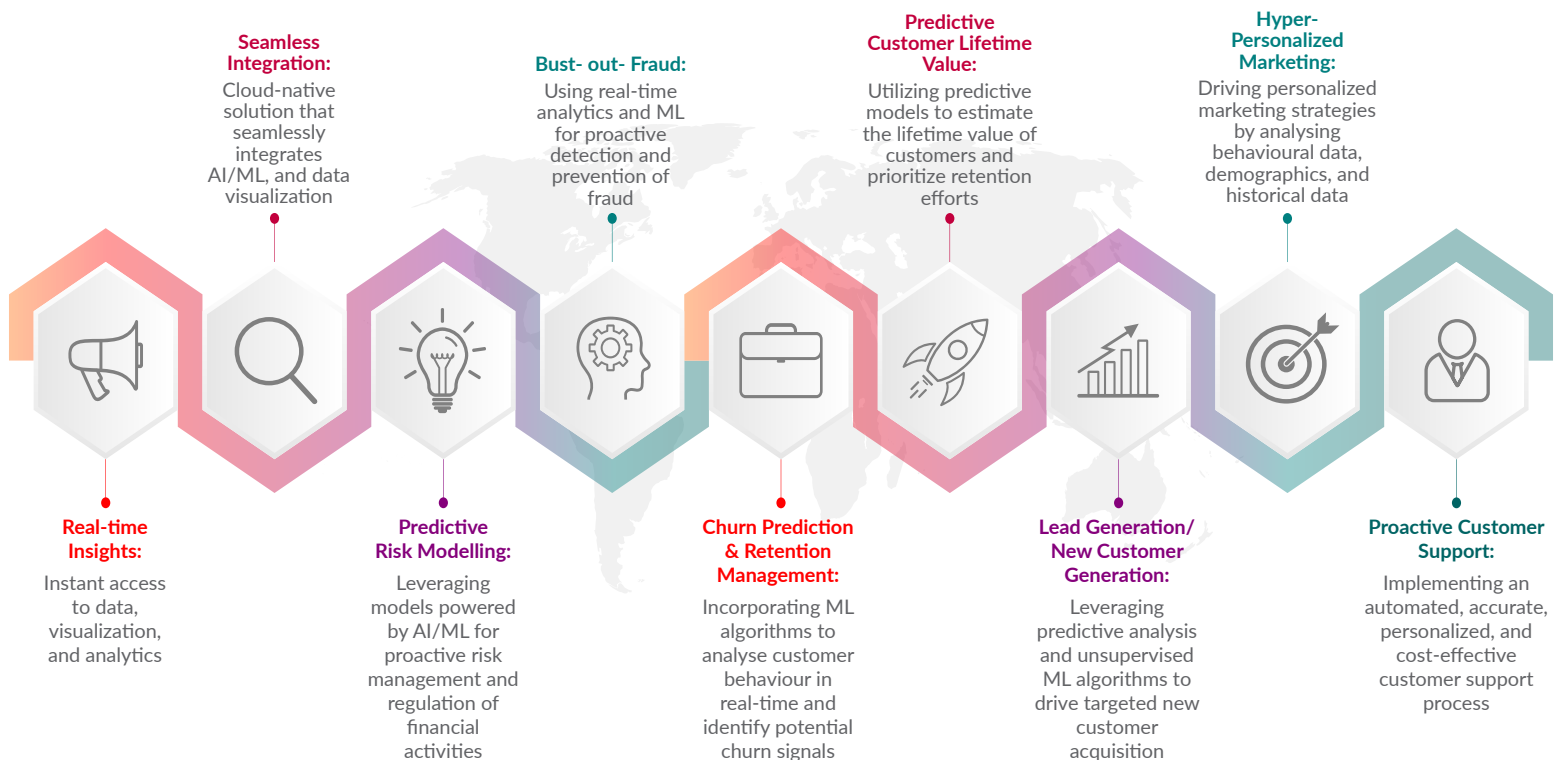 Real-time
Insights:
Instant access
to data,
visualization,
and analytics
Seamless
Integration:
Cloud-native
solution that
seamlessly
integrates
AI/ML, and data
visualization
Predictive
Risk Modelling:
Leveraging
models powered
by AI/ML for
proactive risk
management and
regulation of
financial
activities
Bust- out- Fraud:
Using real-time
analytics and ML
for proactive
detection and
prevention of
fraud
Churn Prediction
& Retention
Management:
Incorporating ML
algorithms to
analyse customer
behaviour in
real-time and
identify potential
churn signals
Predictive
Customer Lifetime
Value:
Utilizing predictive
models to estimate
the lifetime value of
customers and
prioritize retention
efforts
Lead Generation/
New Customer
Generation:
Leveraging
predictive analysis
and unsupervised
ML algorithms to
drive targeted new
customer
acquisition
Hyper-
Personalized
Marketing:
Driving personalized
marketing strategies
by analysing
behavioural data,
demographics, and
historical data
Proactive Customer
Support:
Implementing an
automated, accurate,
personalized, and
cost-effective
customer support
process